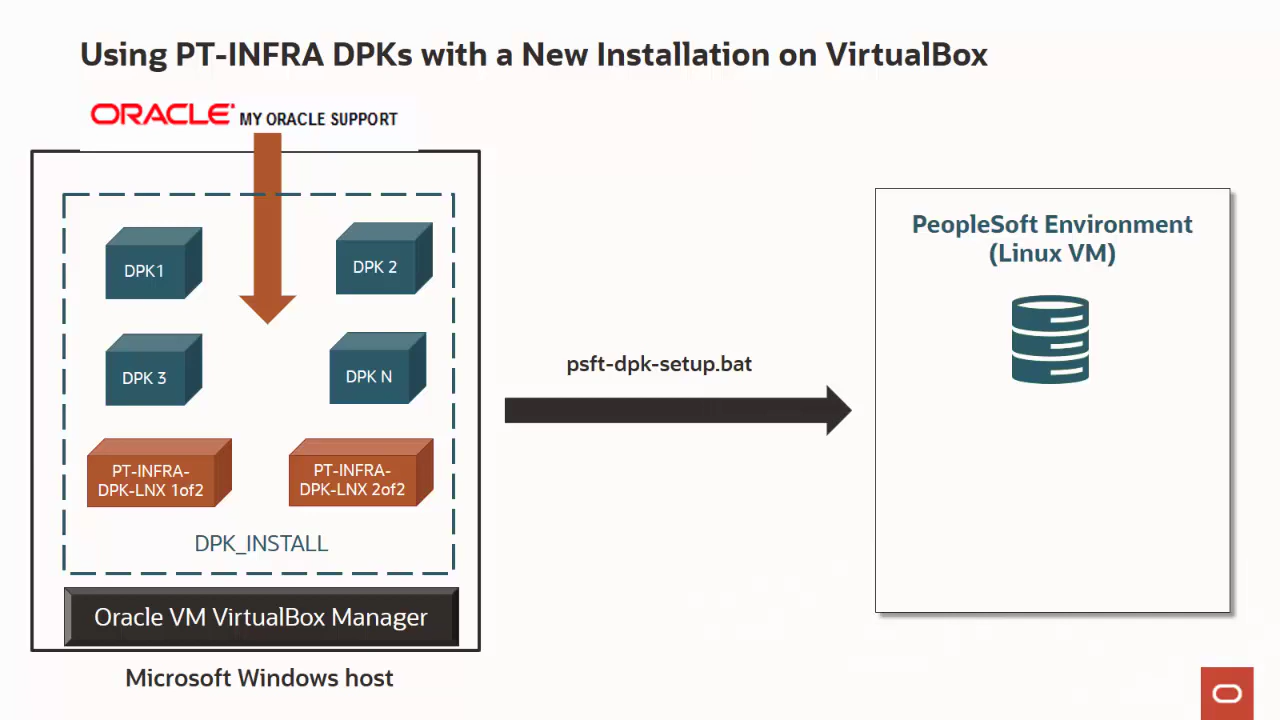 Using PT-INFRA DPKs with a New Installation on VirtualBox
ORACLE MY ORACLE SUPPORT
DPK1
DPK 2
DPK 3
DPK N
PT-INFRA-
DPK-LNX 1of2
PT-INFRA-
DPK-LNX 2of2
DPK_INSTALL
Oracle VM VirtualBox Manager
Microsoft Windows host
psft-dpk-setup.bat
PeopleSoft Environment
(Linux VM)